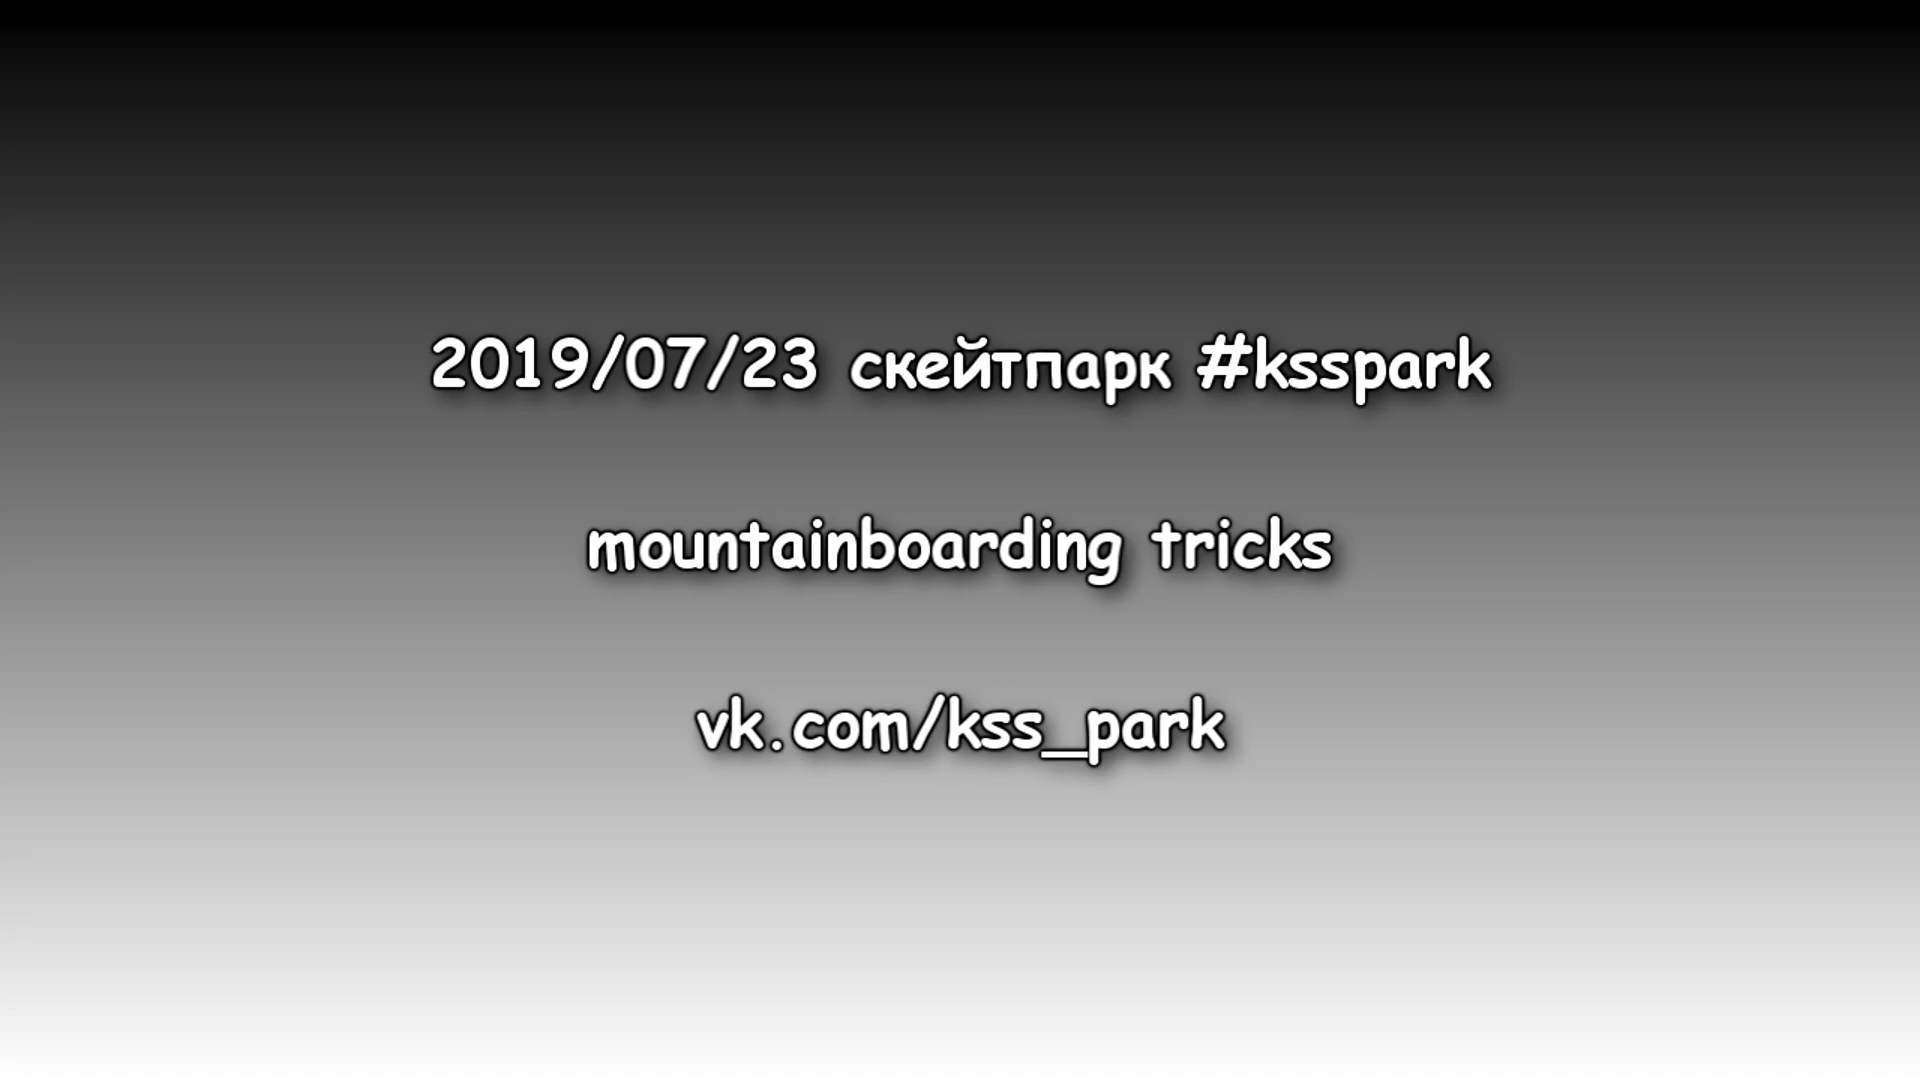 2019/07/23 скейтпарк #ksspark
mountainboarding tricks
vk.com/kss_park